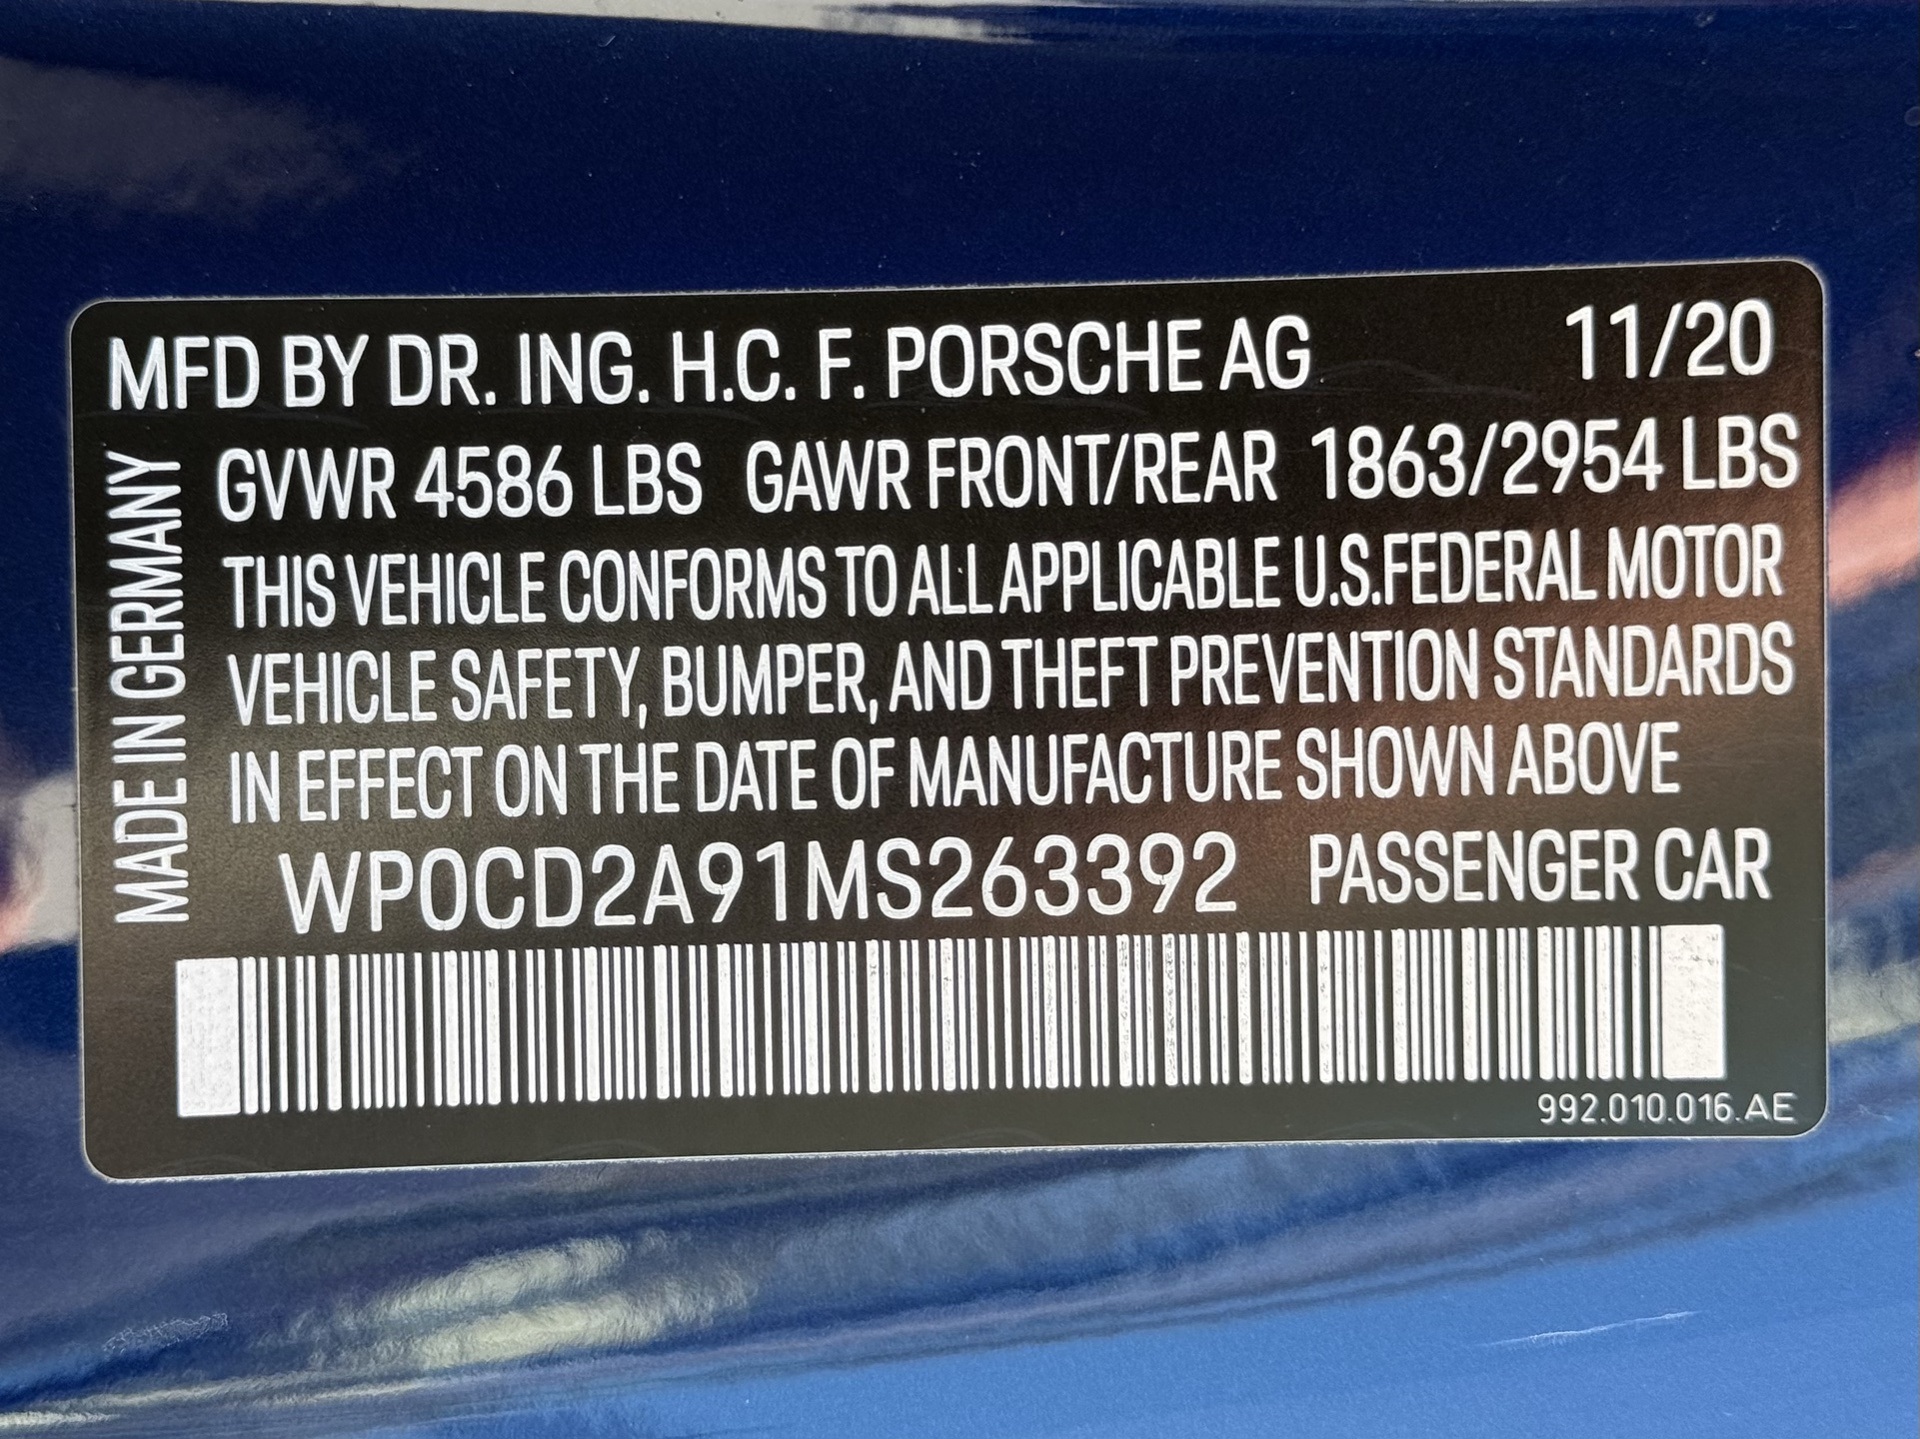 MFD BY DR. ING. H.C. F. PORSCHE AG 11/20
GVWR 4586 LBS GAWR FRONT/REAR 1863/2954 LBS
THIS VEHICLE CONFORMS TO ALL APPLICABLE U.S.FEDERAL MOTOR
VEHICLE SAFETY, BUMPER, AND THEFT PREVENTION STANDARDS
IN EFFECT ON THE DATE OF MANUFACTURE SHOWN ABOVE
WP0CD2A91MS263392 PASSENGER CAR
MADE IN GERMANY
992.010.016.AE